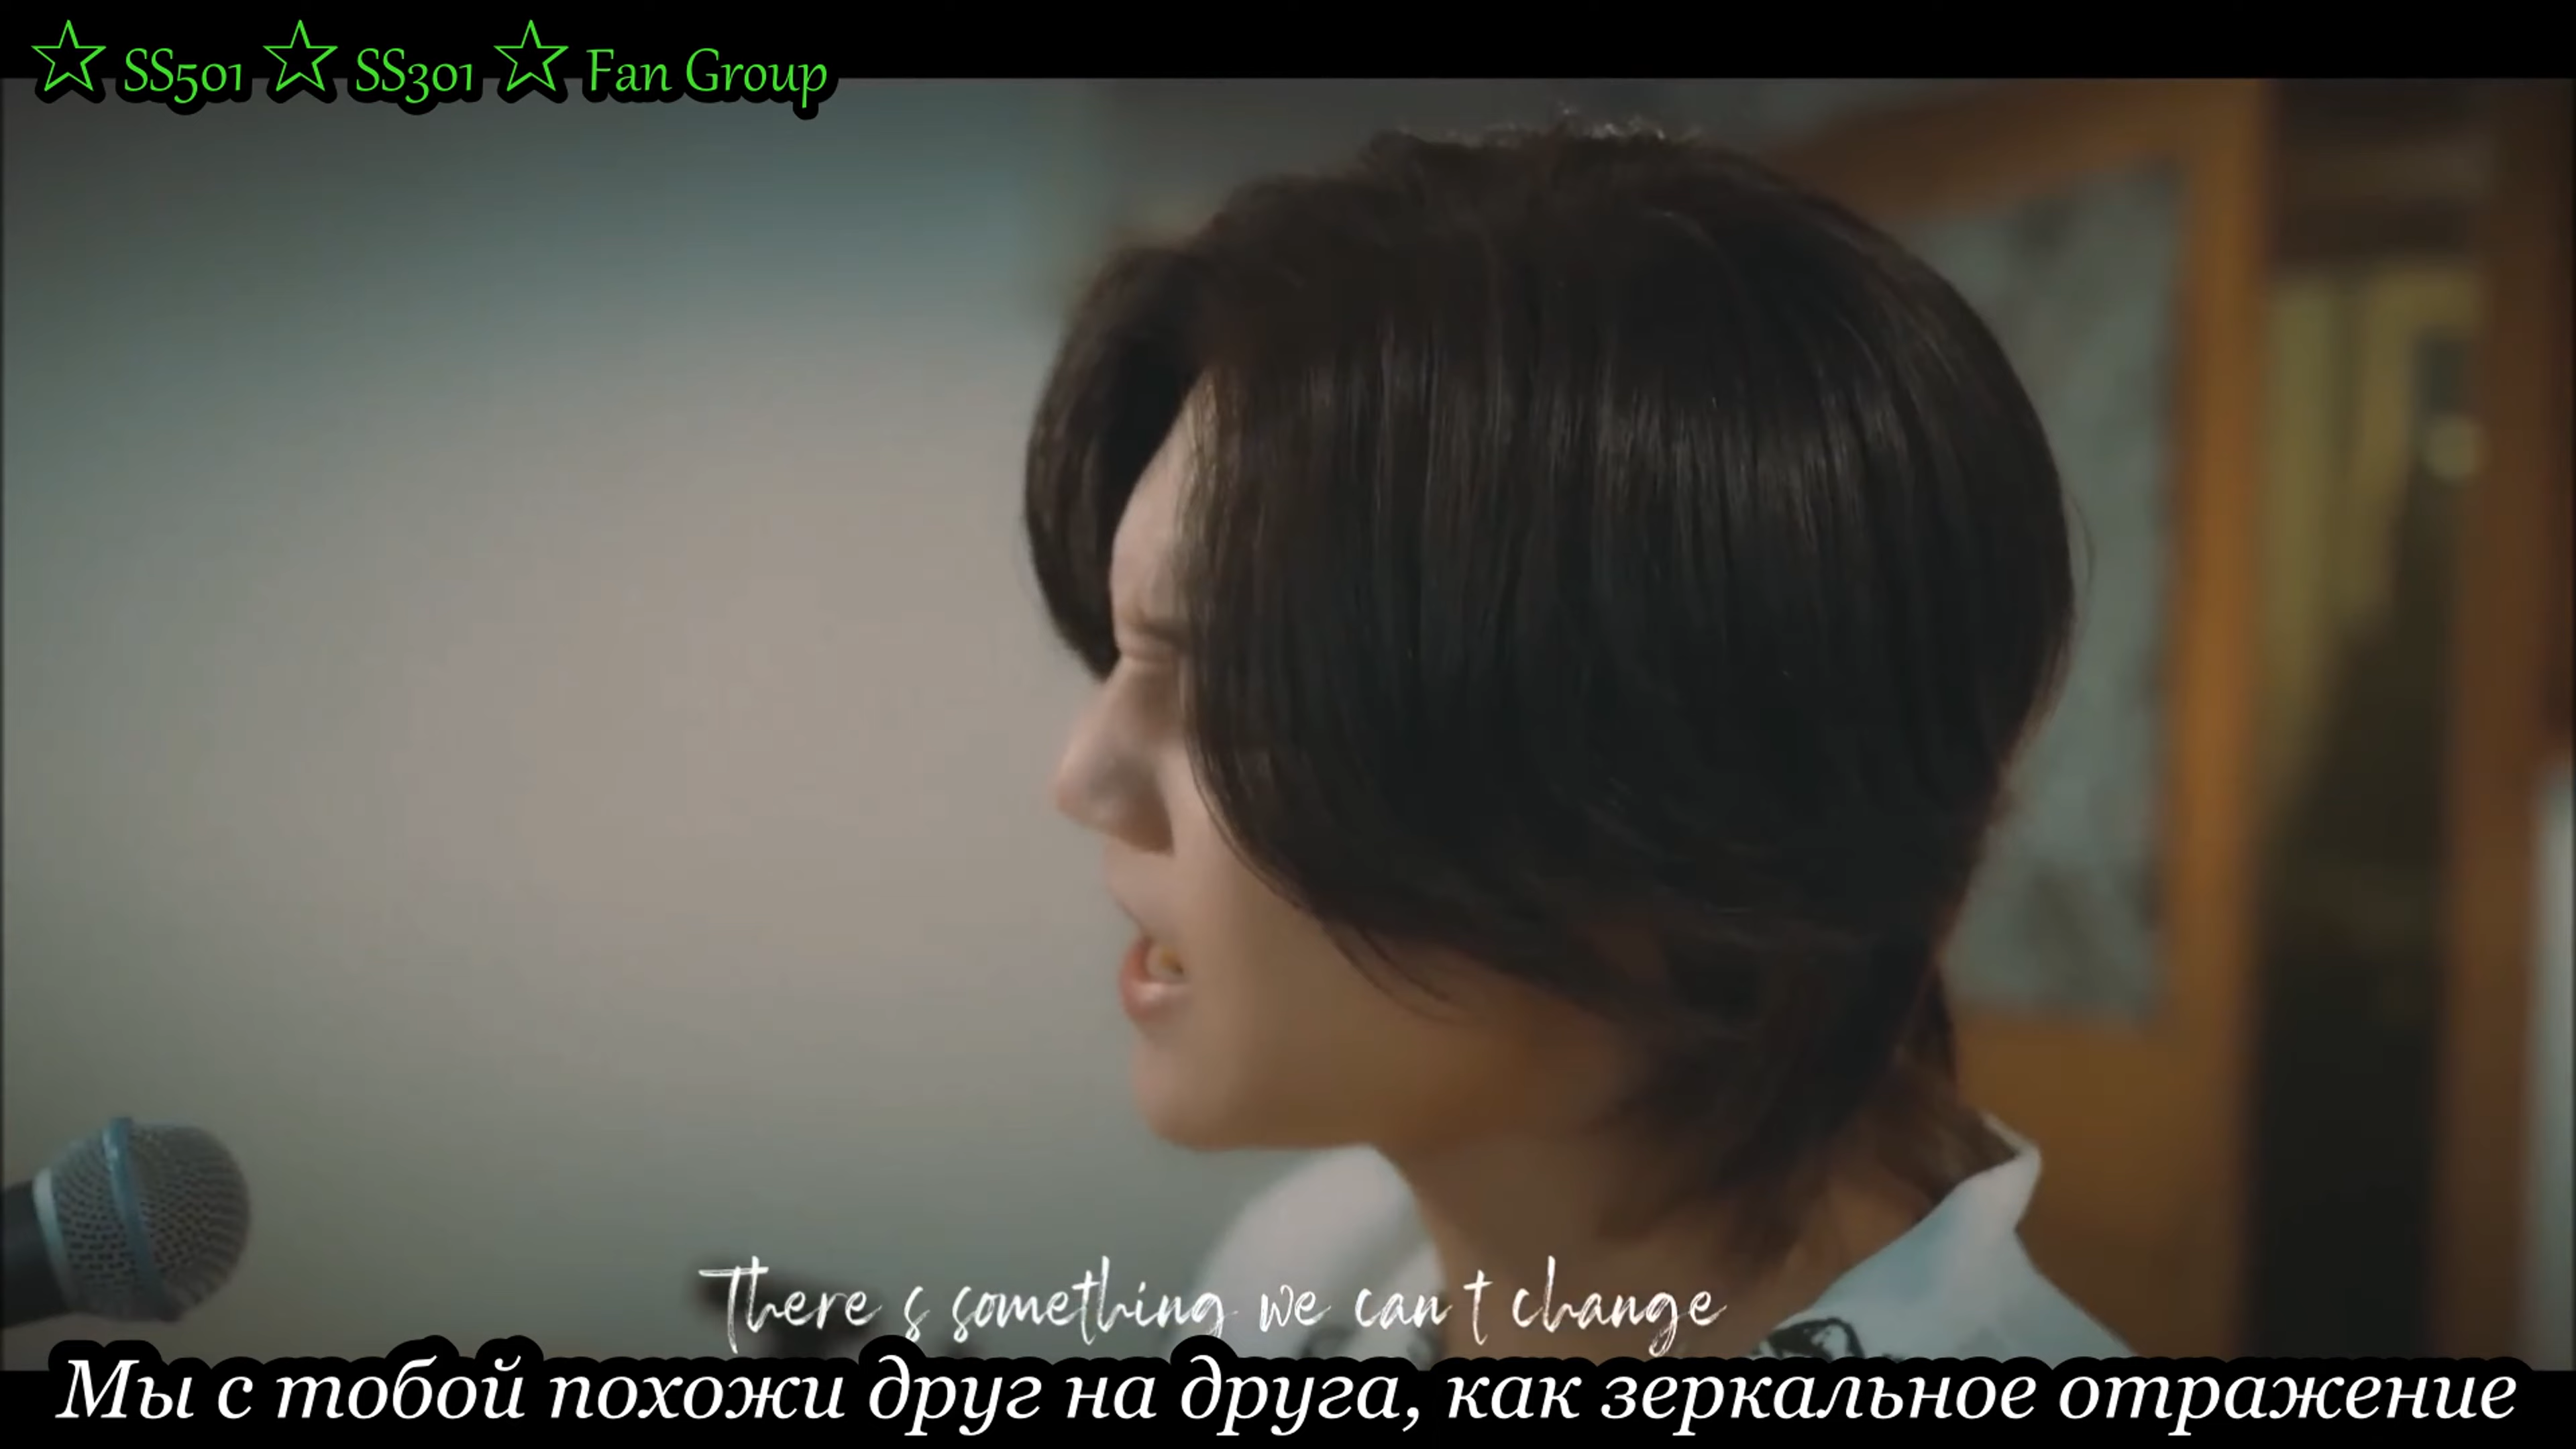 ☆ SS501 ☆ SS301 ☆ Fan Group
There s something we can t change
Мы с тобой похожи друг на друга, как зеркальное отражение